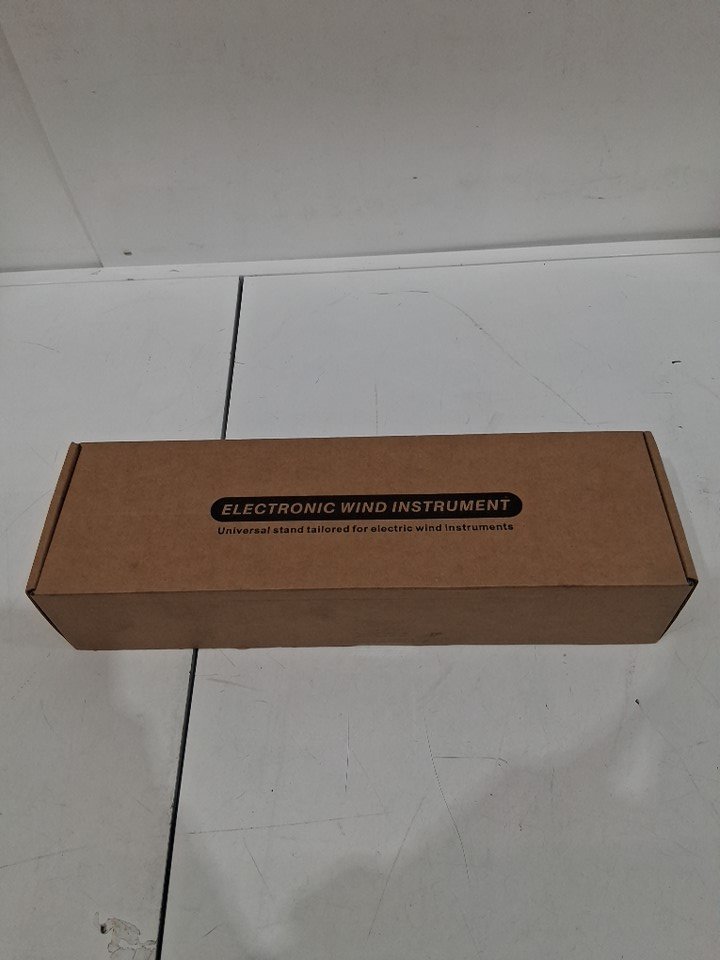 ELECTRONIC WIND INSTRUMENT
Universal stand tailored for electric wind instruments